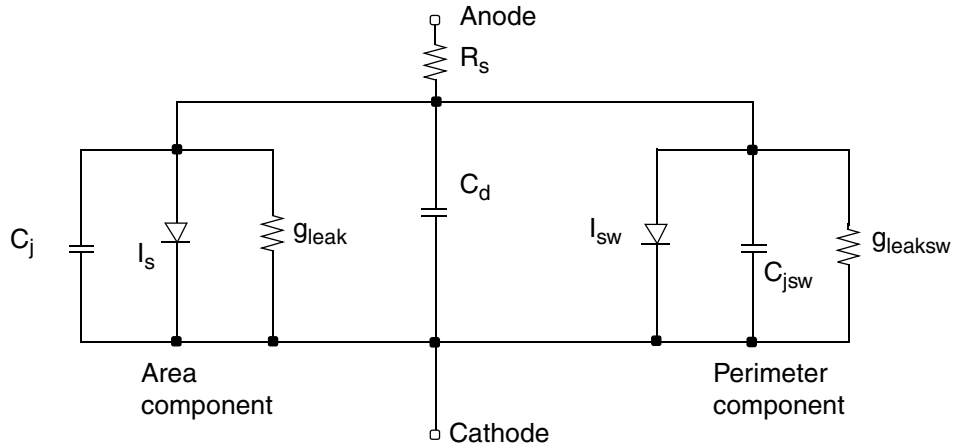 Anode
Rs
Cd
Cj
Is
gleak
Isw
Cjsw
gleaksw
Area
component
Perimeter
component
Cathode